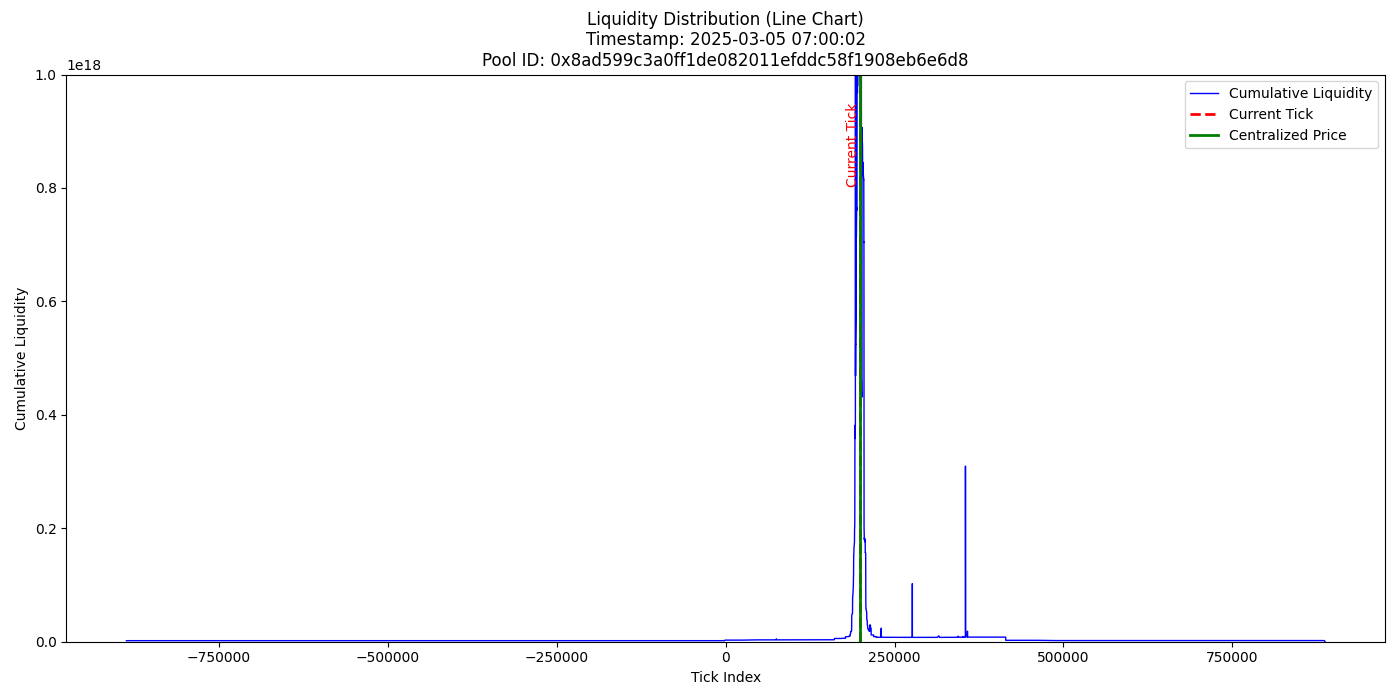 Liquidity Distribution (Line Chart)
Timestamp: 2025-03-05 07:00:02
Pool ID: 0x8ad599c3a0ff1de082011efddc58f1908eb6e6d8
1e18
1.0
0.8
0.6
0.4
0.2
0.0
Cumulative Liquidity
Current Tick
Cumulative Liquidity
Current Tick
Centralized Price
−750000
−500000
−250000
0
250000
500000
750000
Tick Index